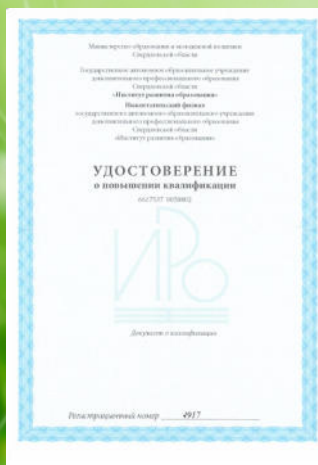 Министерство образования и молодежной политики
Свердловской области
Государственное автономное образовательное учреждение
дополнительного профессионального образования
Свердловской области
«Институт развития образования»
Нижнетагильский филиал
государственного автономного образовательного учреждения
дополнительного профессионального образования
Свердловской области
«Институт развития образования»
УДОСТОВЕРЕНИЕ
о повышении квалификации
ИРО
Документ о квалификации
Регистрационный номер 4917